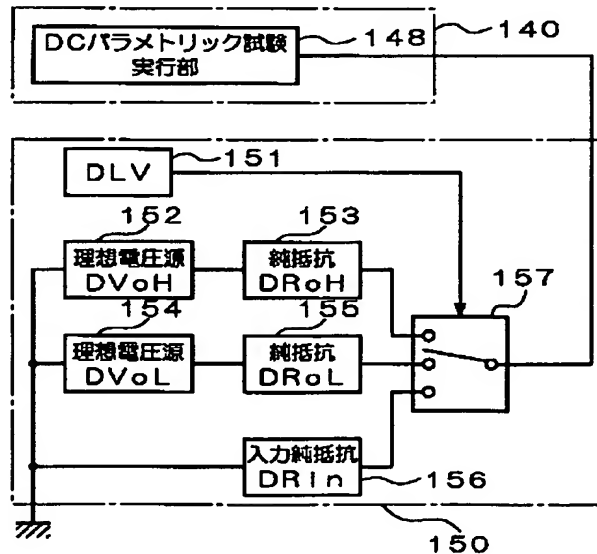 DCパラメトリック試験
実行部
148
140
DLV
151
152
153
理想電圧源
DVoH
純抵抗
DRoH
157
154
155
理想電圧源
DVoL
純抵抗
DRoL
入力純抵抗
DRIn
156
150